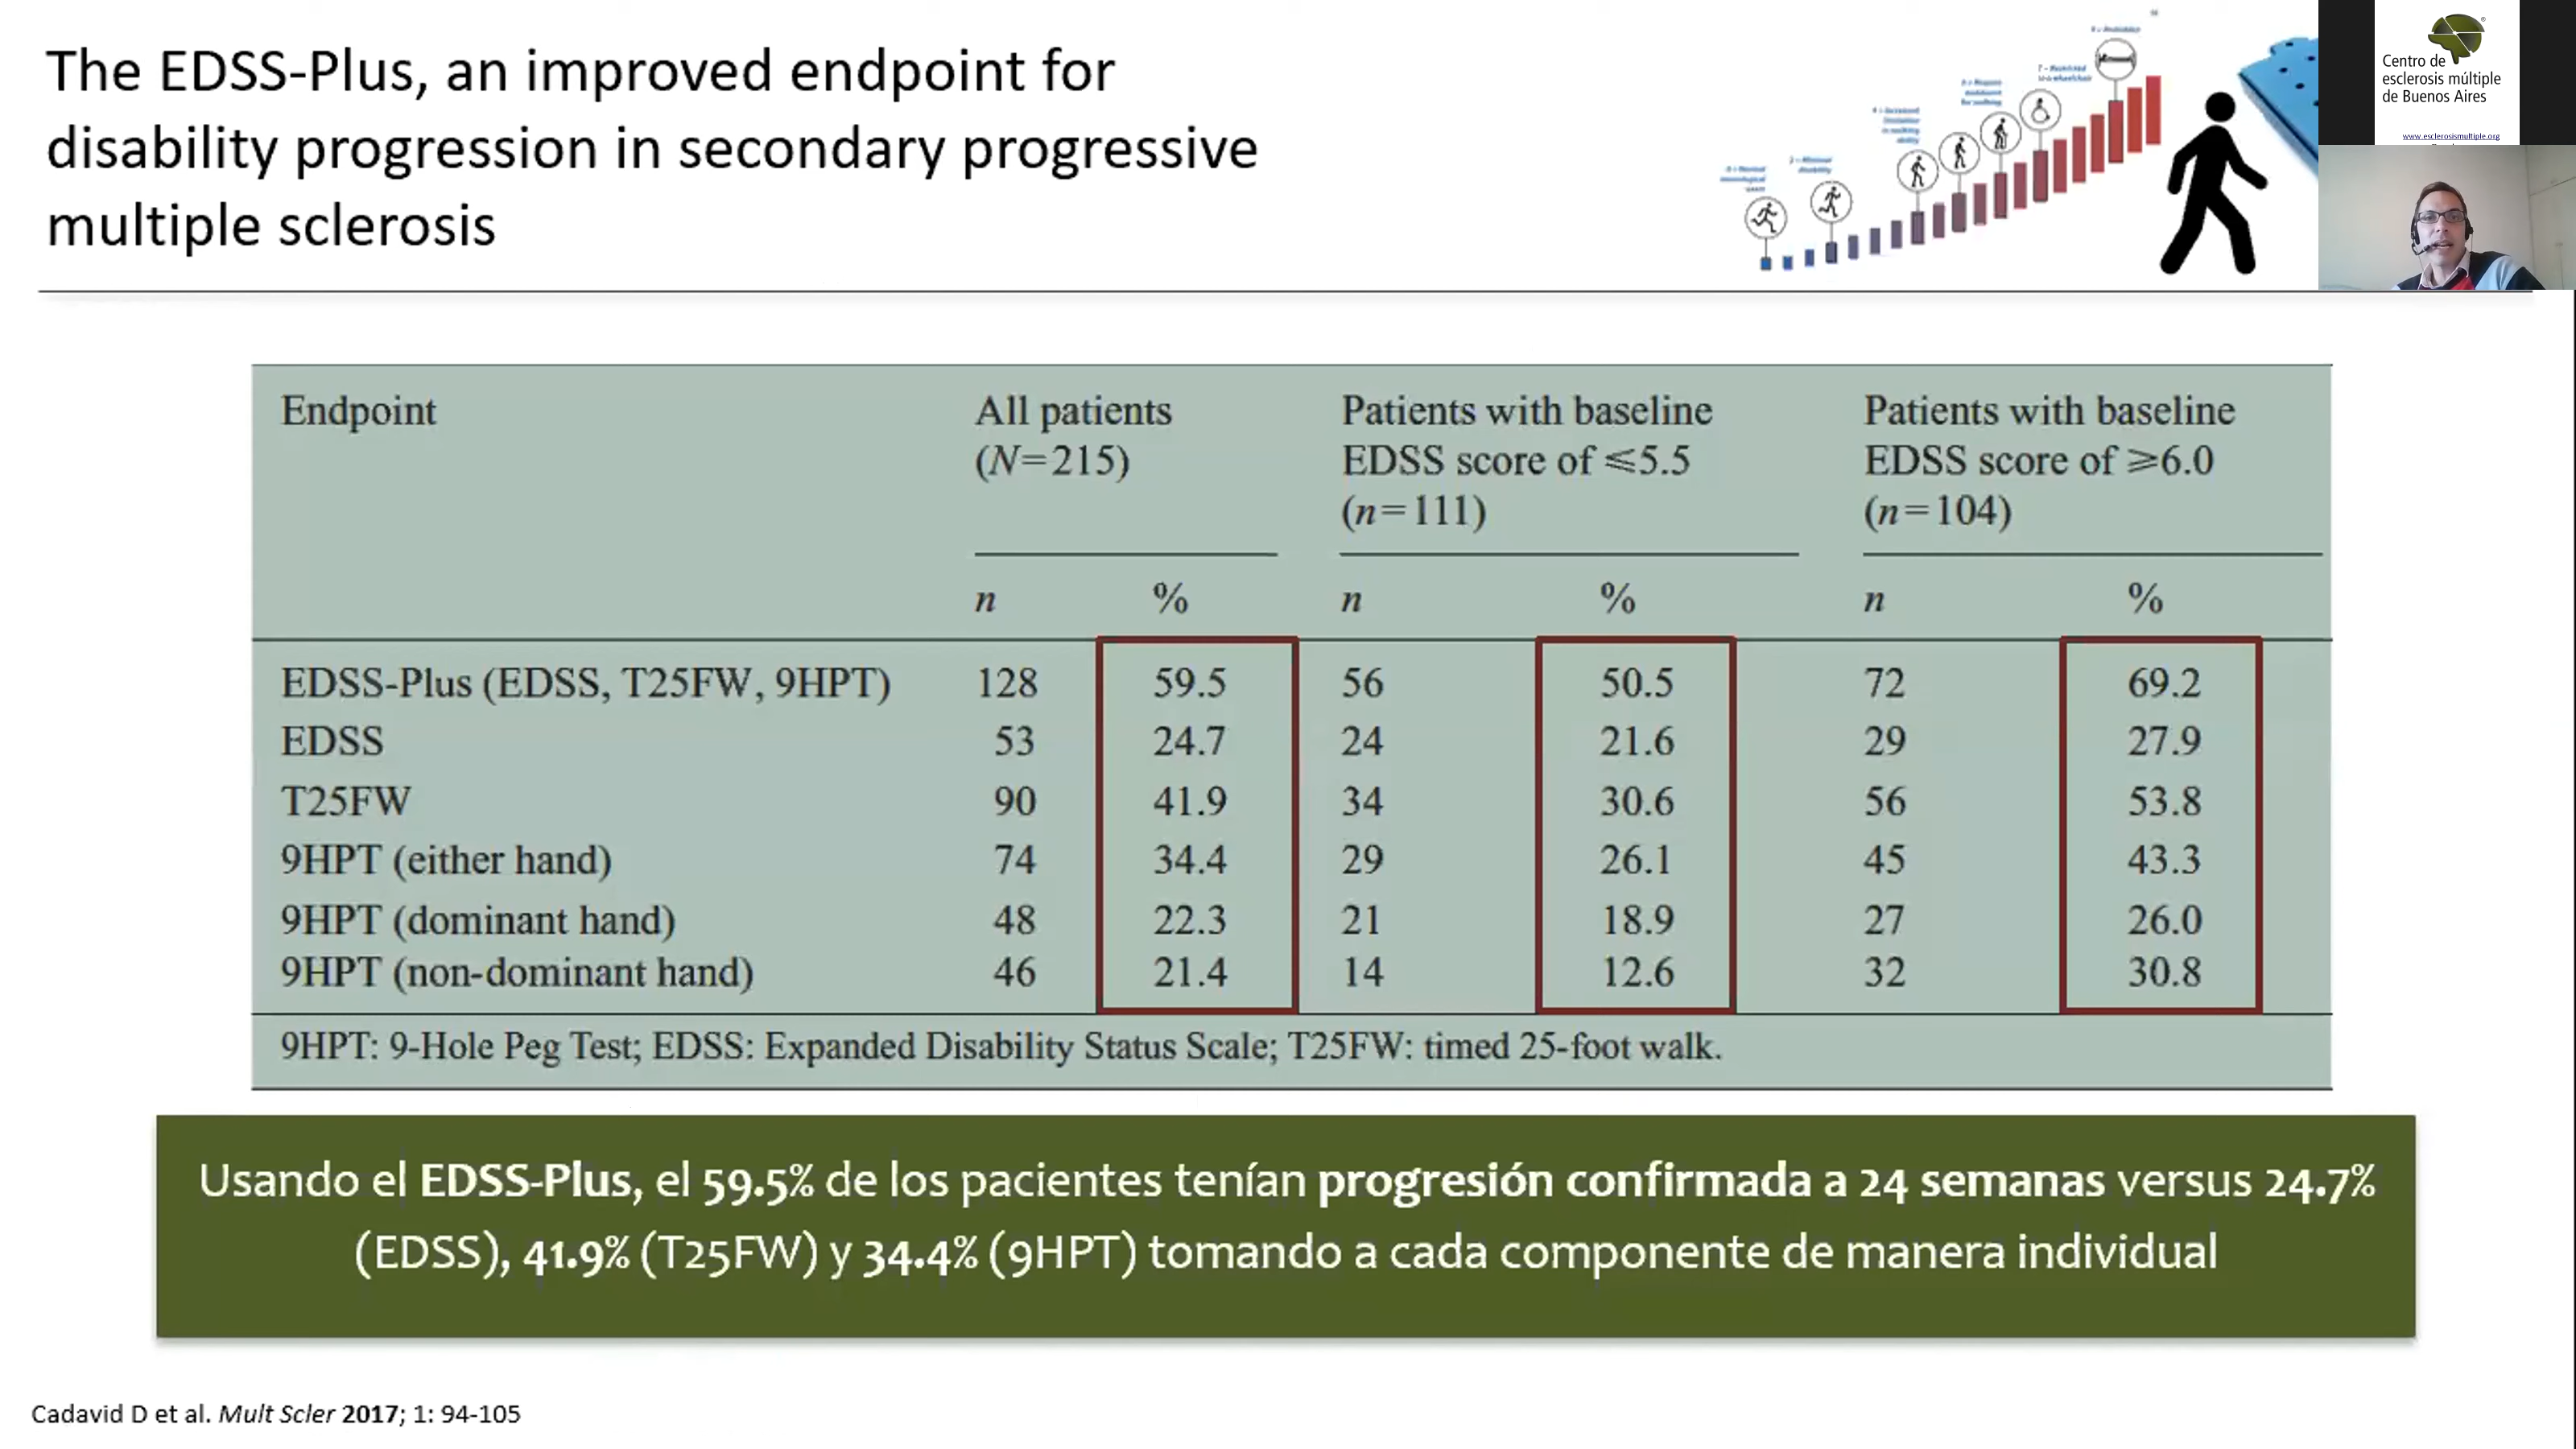 The EDSS-Plus, an improved endpoint for
disability progression in secondary progressive
multiple sclerosis
Centro de
esclerosis múltiple
de Buenos Aires
www.esclerosismultiple.org
Endpoint All patients Patients with baseline Patients with baseline
(N=215) EDSS score of ⩽5.5 EDSS score of ⩾6.0
(n=111) (n=104)
n % n % n %
EDSS-Plus (EDSS, T25FW, 9HPT) 128 59.5 56 50.5 72 69.2
EDSS 53 24.7 24 21.6 29 27.9
T25FW 90 41.9 34 30.6 56 53.8
9HPT (either hand) 74 34.4 29 26.1 45 43.3
9HPT (dominant hand) 48 22.3 21 18.9 27 26.0
9HPT (non-dominant hand) 46 21.4 14 12.6 32 30.8
9HPT: 9-Hole Peg Test; EDSS: Expanded Disability Status Scale; T25FW: timed 25-foot walk.
Usando el EDSS-Plus, el 59.5% de los pacientes tenían progresión confirmada a 24 semanas versus 24.7%
(EDSS), 41.9% (T25FW) y 34.4% (9HPT) tomando a cada componente de manera individual
Cadavid D et al. Mult Scler 2017; 1: 94-105